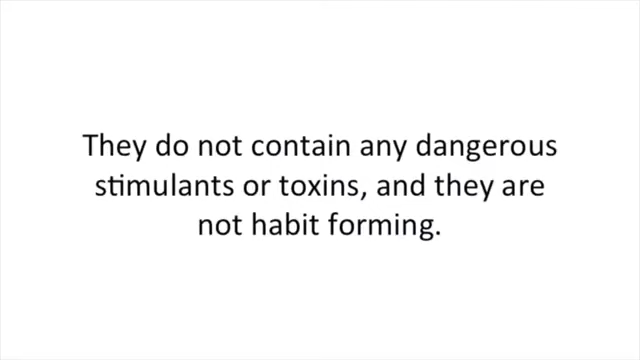 They do not contain any dangerous
stimulants or toxins, and they are
not habit forming.